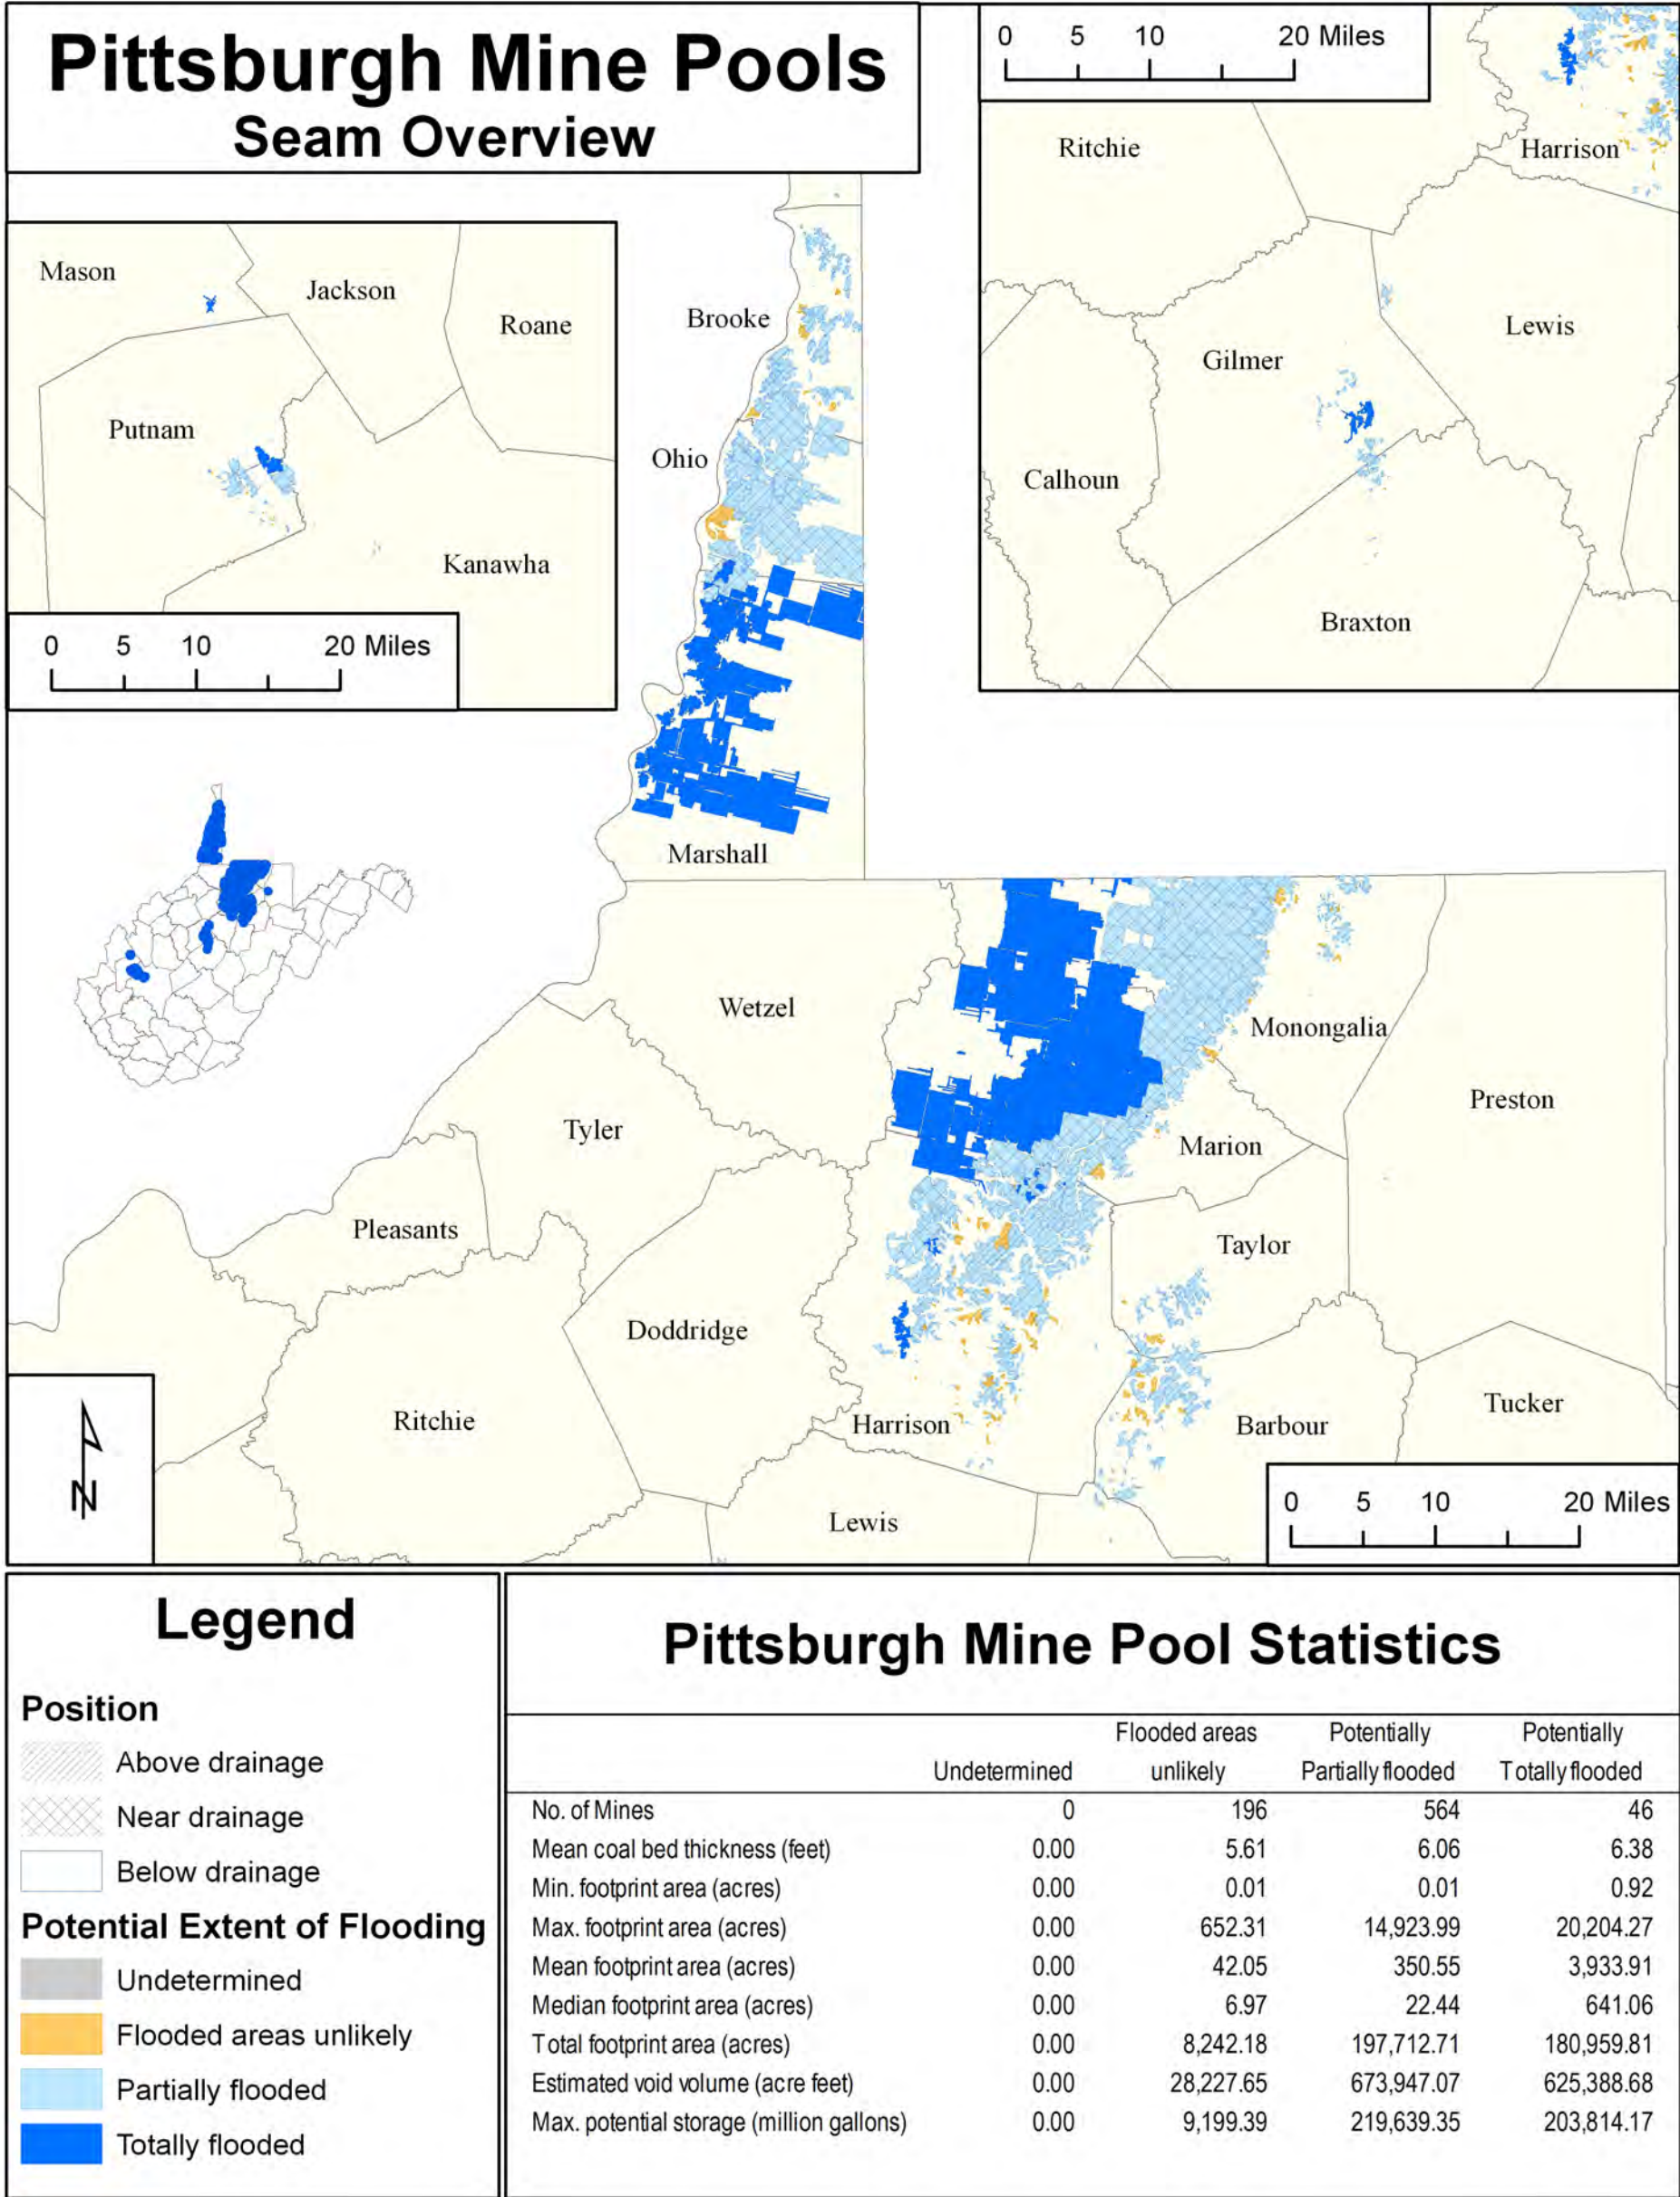 Pittsburgh Mine Pools
Seam Overview
0 5 10 20 Miles
Ritchie
Harrison
Lewis
Gilmer
Calhoun
Braxton
Mason
Jackson
Roane
Putnam
Kanawha
0 5 10 20 Miles
Brooke
Ohio
Marshall
Wetzel
Monongalia
Preston
Tyler
Marion
Pleasants
Taylor
Doddridge
Ritchie
Harrison
Barbour
Tucker
Lewis
N
0 5 10 20 Miles
Legend
Position
Above drainage
Near drainage
Below drainage
Potential Extent of Flooding
Undetermined
Flooded areas unlikely
Partially flooded
Totally flooded
Pittsburgh Mine Pool Statistics
Flooded areas Potentially Potentially
Undetermined unlikely Partially flooded Totally flooded
No. of Mines 0 196 564 46
Mean coal bed thickness (feet) 0.00 5.61 6.06 6.38
Min. footprint area (acres) 0.00 0.01 0.01 0.92
Max. footprint area (acres) 0.00 652.31 14,923.99 20,204.27
Mean footprint area (acres) 0.00 42.05 350.55 3,933.91
Median footprint area (acres) 0.00 6.97 22.44 641.06
Total footprint area (acres) 0.00 8,242.18 197,712.71 180,959.81
Estimated void volume (acre feet) 0.00 28,227.65 673,947.07 625,388.68
Max. potential storage (million gallons) 0.00 9,199.39 219,639.35 203,814.17